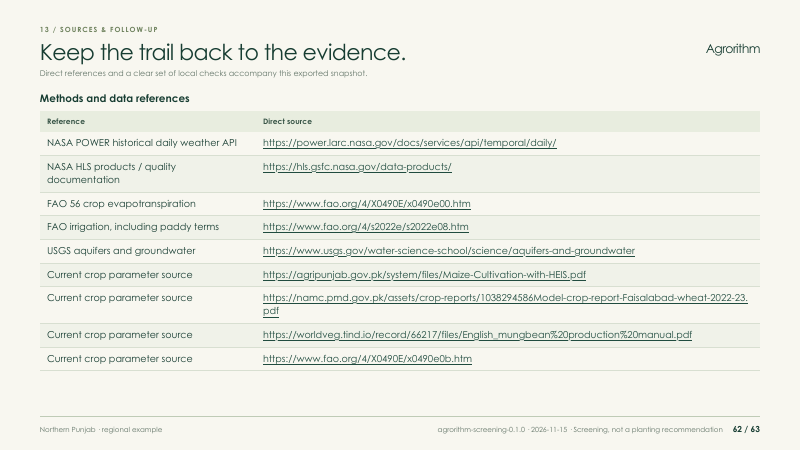 13 / SOURCES & FOLLOW-UP
Keep the trail back to the evidence.
Agrorithm
Direct references and a clear set of local checks accompany this exported snapshot.
Methods and data references
Reference Direct source
NASA POWER historical daily weather API https://power.larc.nasa.gov/docs/services/api/temporal/daily/
NASA HLS products / quality documentation https://hls.gsfc.nasa.gov/data-products/
FAO 56 crop evapotranspiration https://www.fao.org/4/X0490E/x0490e00.htm
FAO irrigation, including paddy terms https://www.fao.org/4/s2022e/s2022e08.htm
USGS aquifers and groundwater https://www.usgs.gov/water-science-school/science/aquifers-and-groundwater
Current crop parameter source https://agripunjab.gov.pk/system/files/Maize-Cultivation-with-HEIS.pdf
Current crop parameter source https://namc.pmd.gov.pk/assets/crop-reports/1038294586Model-crop-report-Faisalabad-wheat-2022-23.
pdf
Current crop parameter source https://worldveg.tind.io/record/66217/files/English_mungbean%20production%20manual.pdf
Current crop parameter source https://www.fao.org/4/X0490E/x0490e0b.htm
Northern Punjab · regional example
agrorithm-screening-0.1.0 · 2026-11-15 · Screening, not a planting recommendation 62 / 63